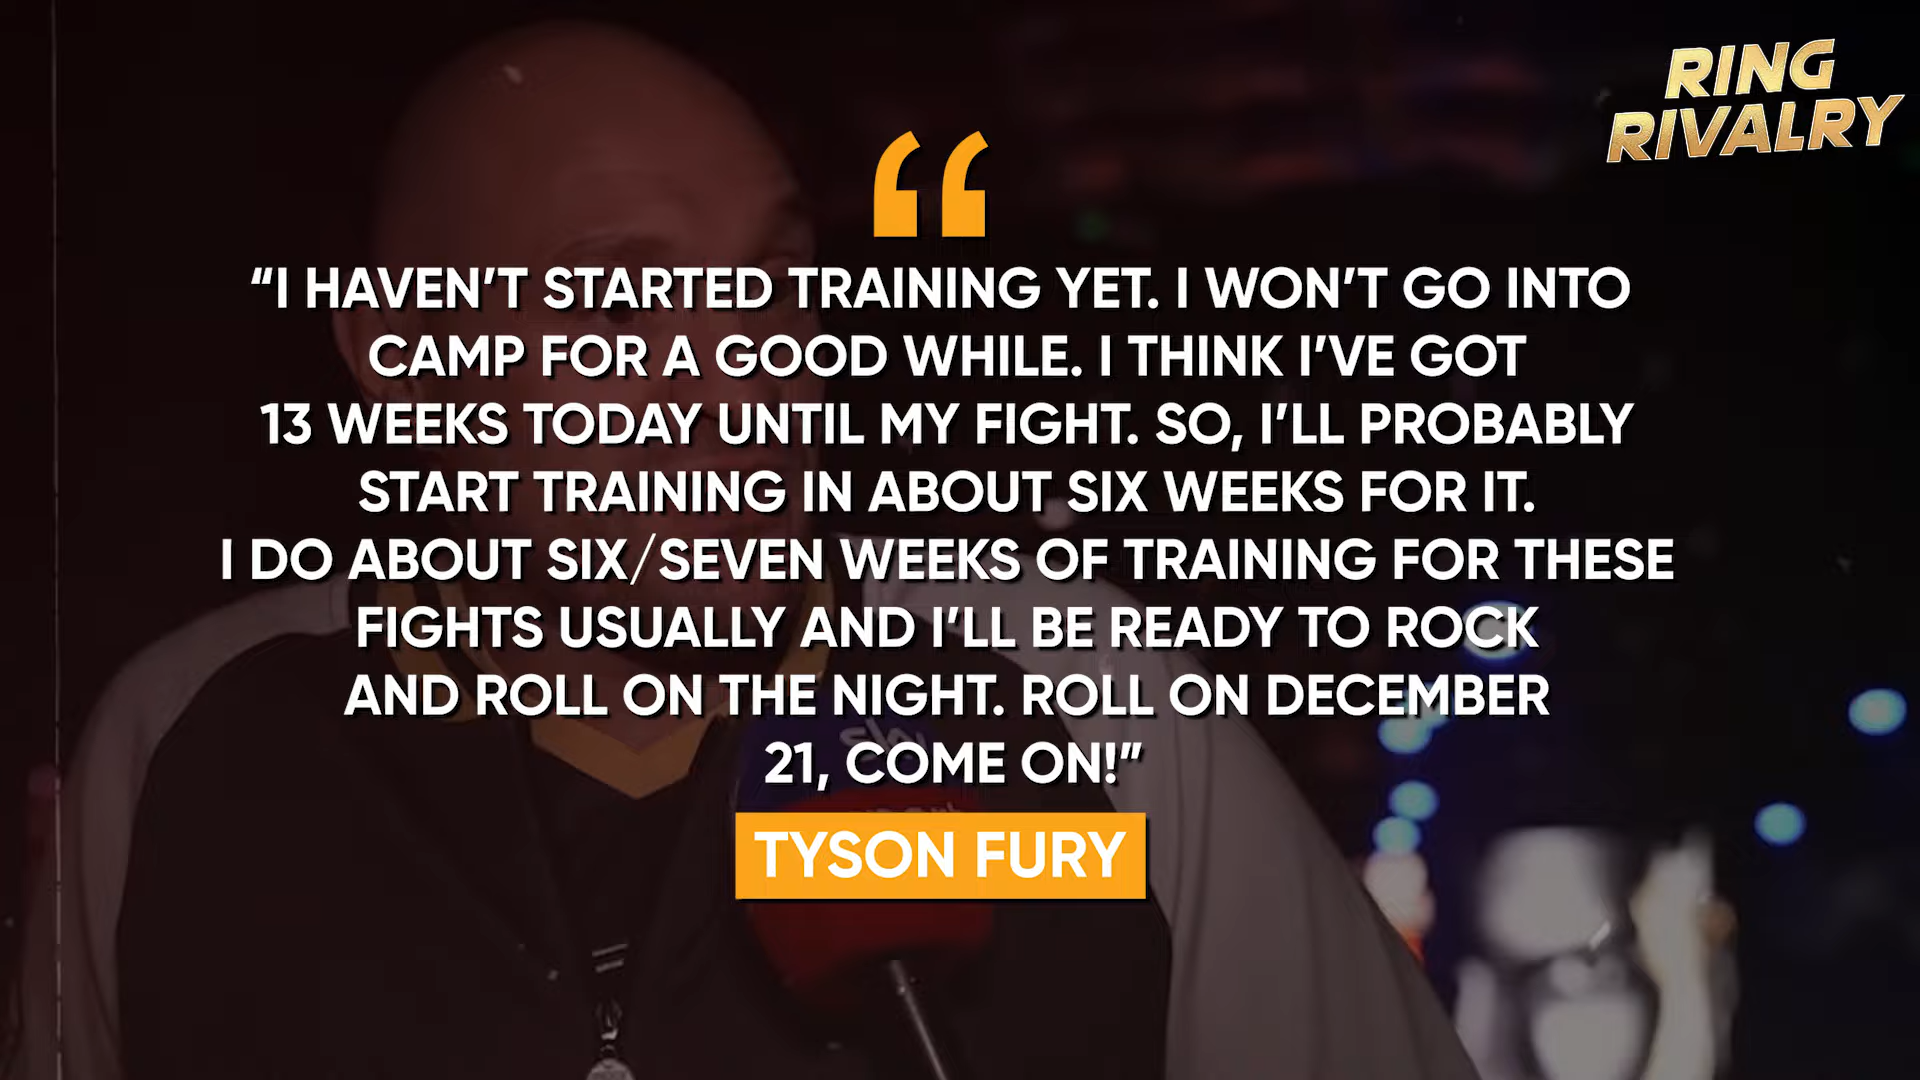 RING
RIVALRY
“
“I HAVEN’T STARTED TRAINING YET. I WON’T GO INTO
CAMP FOR A GOOD WHILE. I THINK I’VE GOT
13 WEEKS TODAY UNTIL MY FIGHT. SO, I’LL PROBABLY
START TRAINING IN ABOUT SIX WEEKS FOR IT.
I DO ABOUT SIX/SEVEN WEEKS OF TRAINING FOR THESE
FIGHTS USUALLY AND I’LL BE READY TO ROCK
AND ROLL ON THE NIGHT. ROLL ON DECEMBER
21, COME ON!”
sky
TYSON FURY